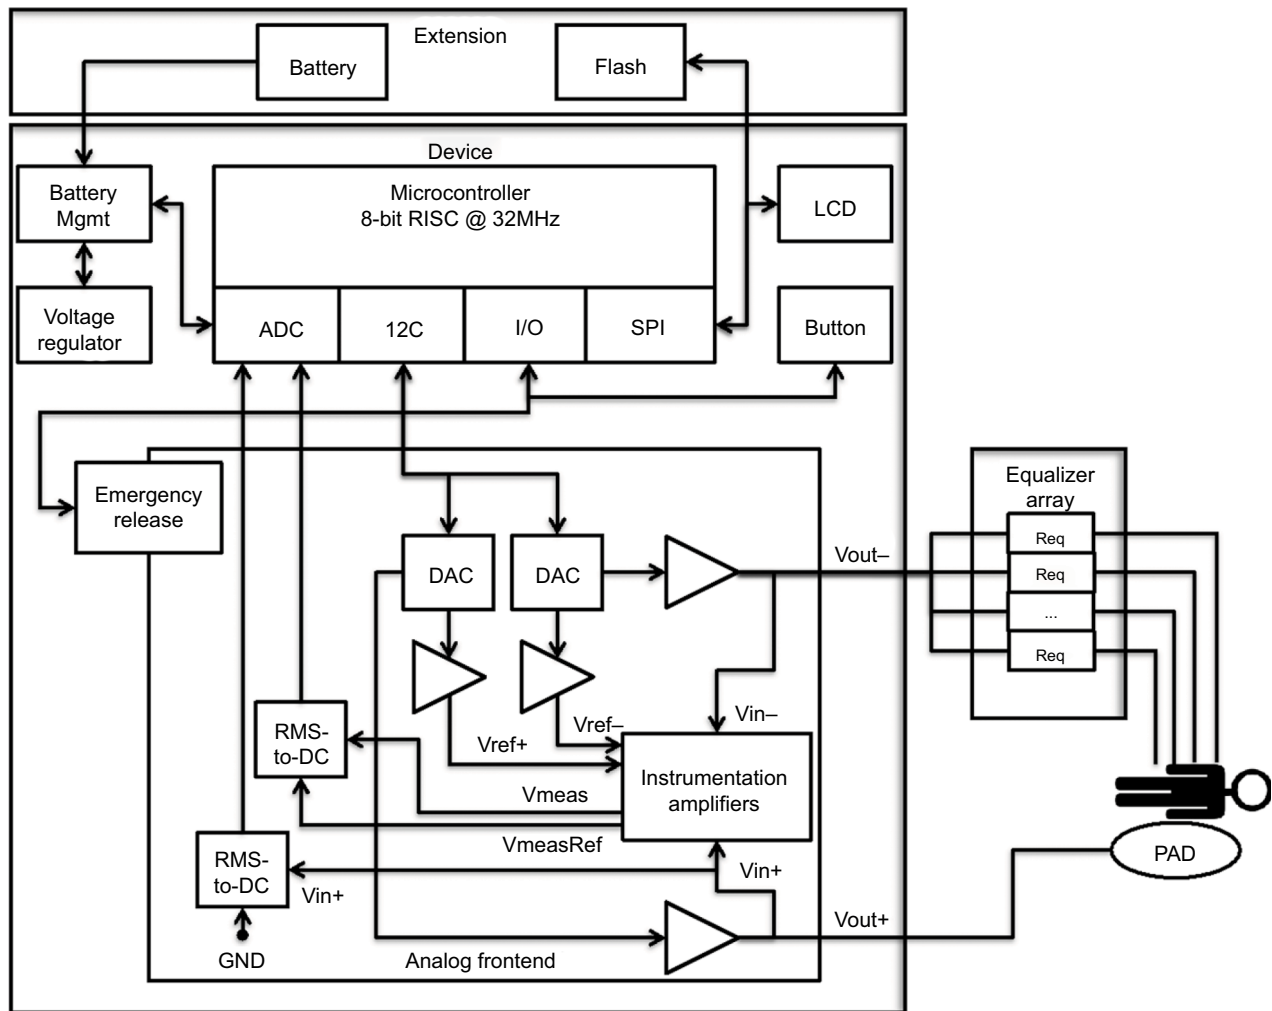 Extension
Battery
Flash
Device
Battery
Mgmt
Microcontroller
8-bit RISC @ 32MHz
LCD
Voltage
regulator
ADC
12C
I/O
SPI
Button
Emergency
release
Equalizer
array
Req
Req
...
Req
DAC
DAC
Vout–
RMS-
to-DC
Vref+
Vref–
Vin–
Instrumentation
amplifiers
Vmeas
VmeasRef
RMS-
to-DC
Vin+
Vin+
PAD
Vout+
GND
Analog frontend